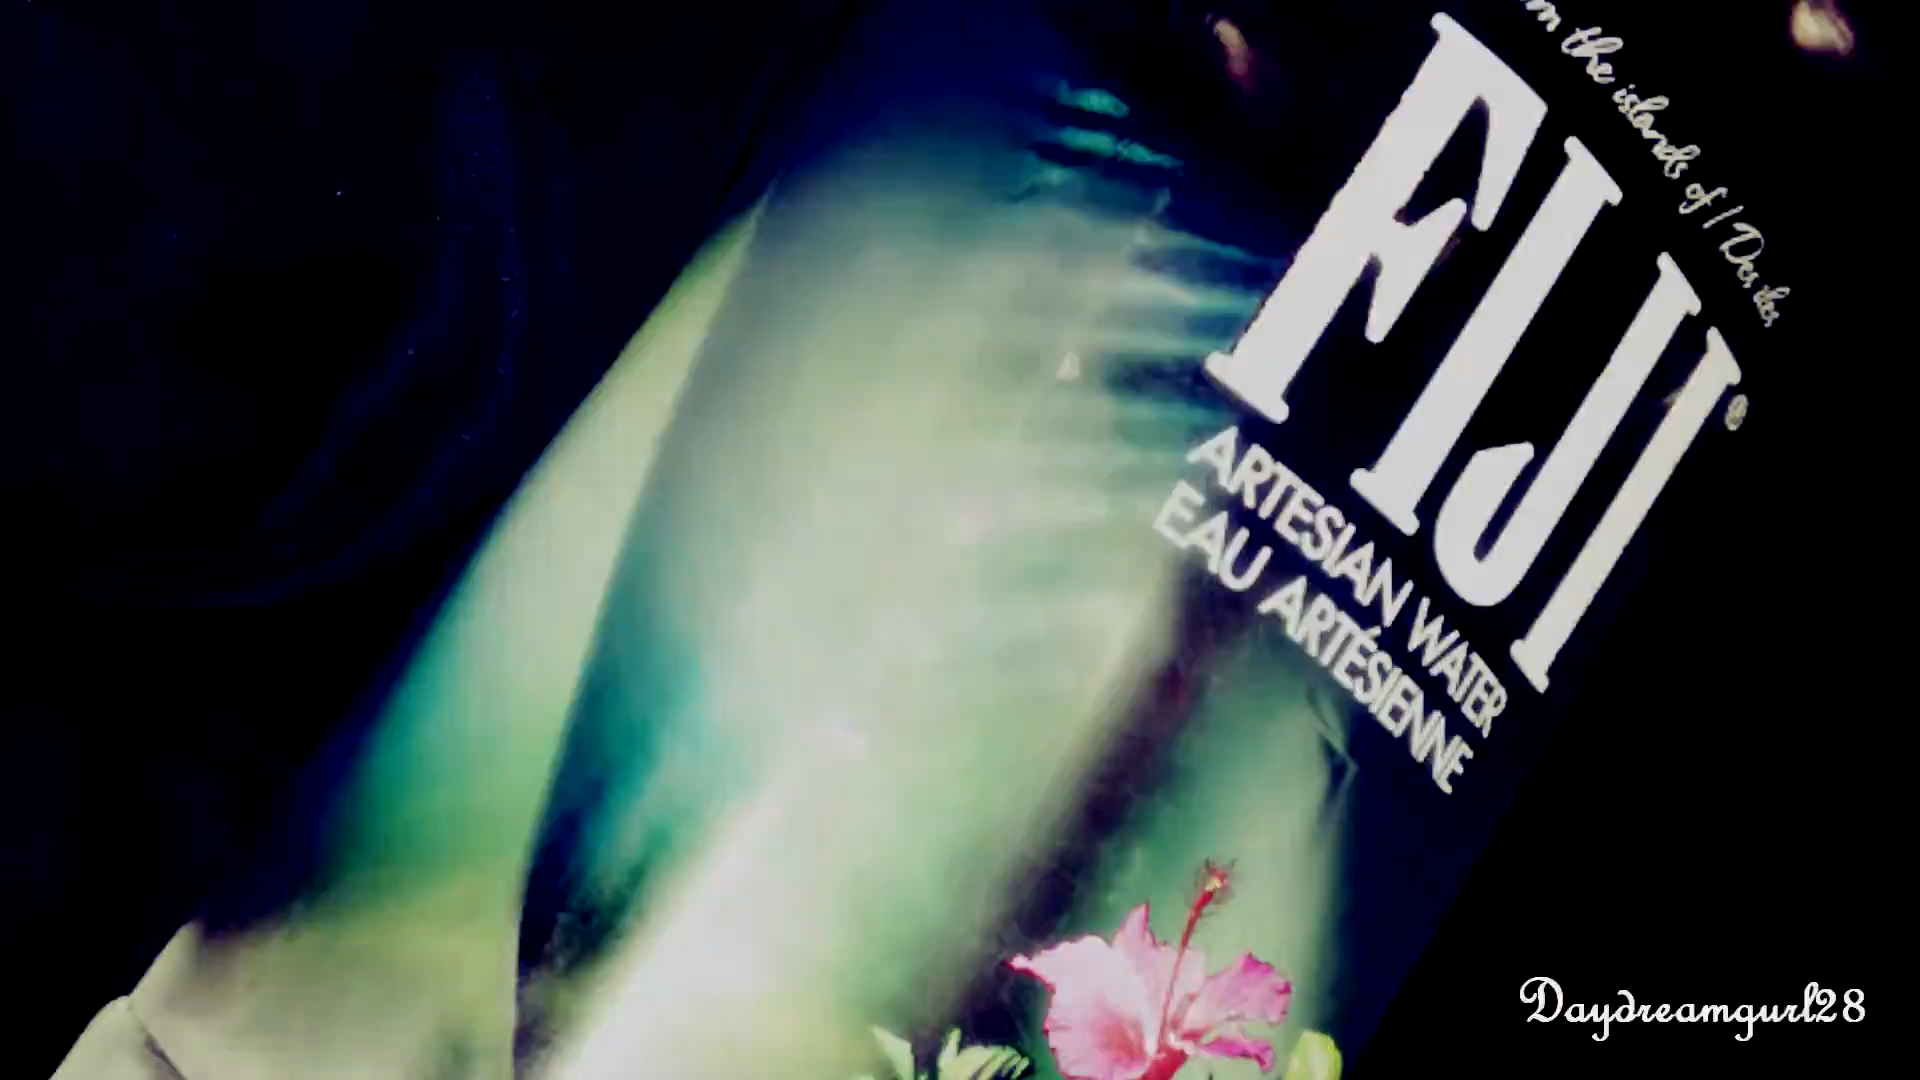 the islands of / Des îles
FIJI®
ARTESIAN WATER
EAU ARTÉSIENNE
Daydreamgurl28